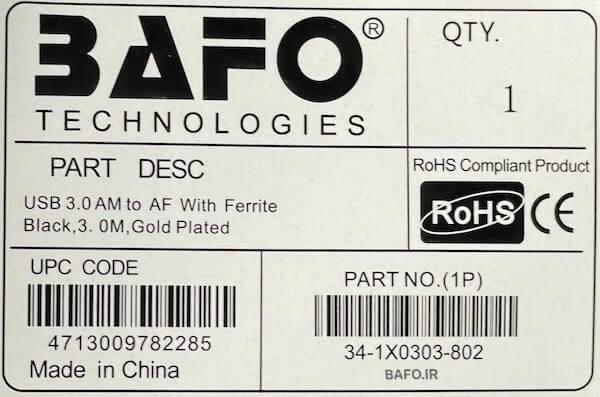 BAFO®
TECHNOLOGIES
QTY.
1
PART DESC
USB 3.0 AM to AF With Ferrite
Black,3. 0M,Gold Plated
RoHS Compliant Product
RoHS CE
UPC CODE
4713009782285
Made in China
PART NO.(1P)
34-1X0303-802
BAFO.IR